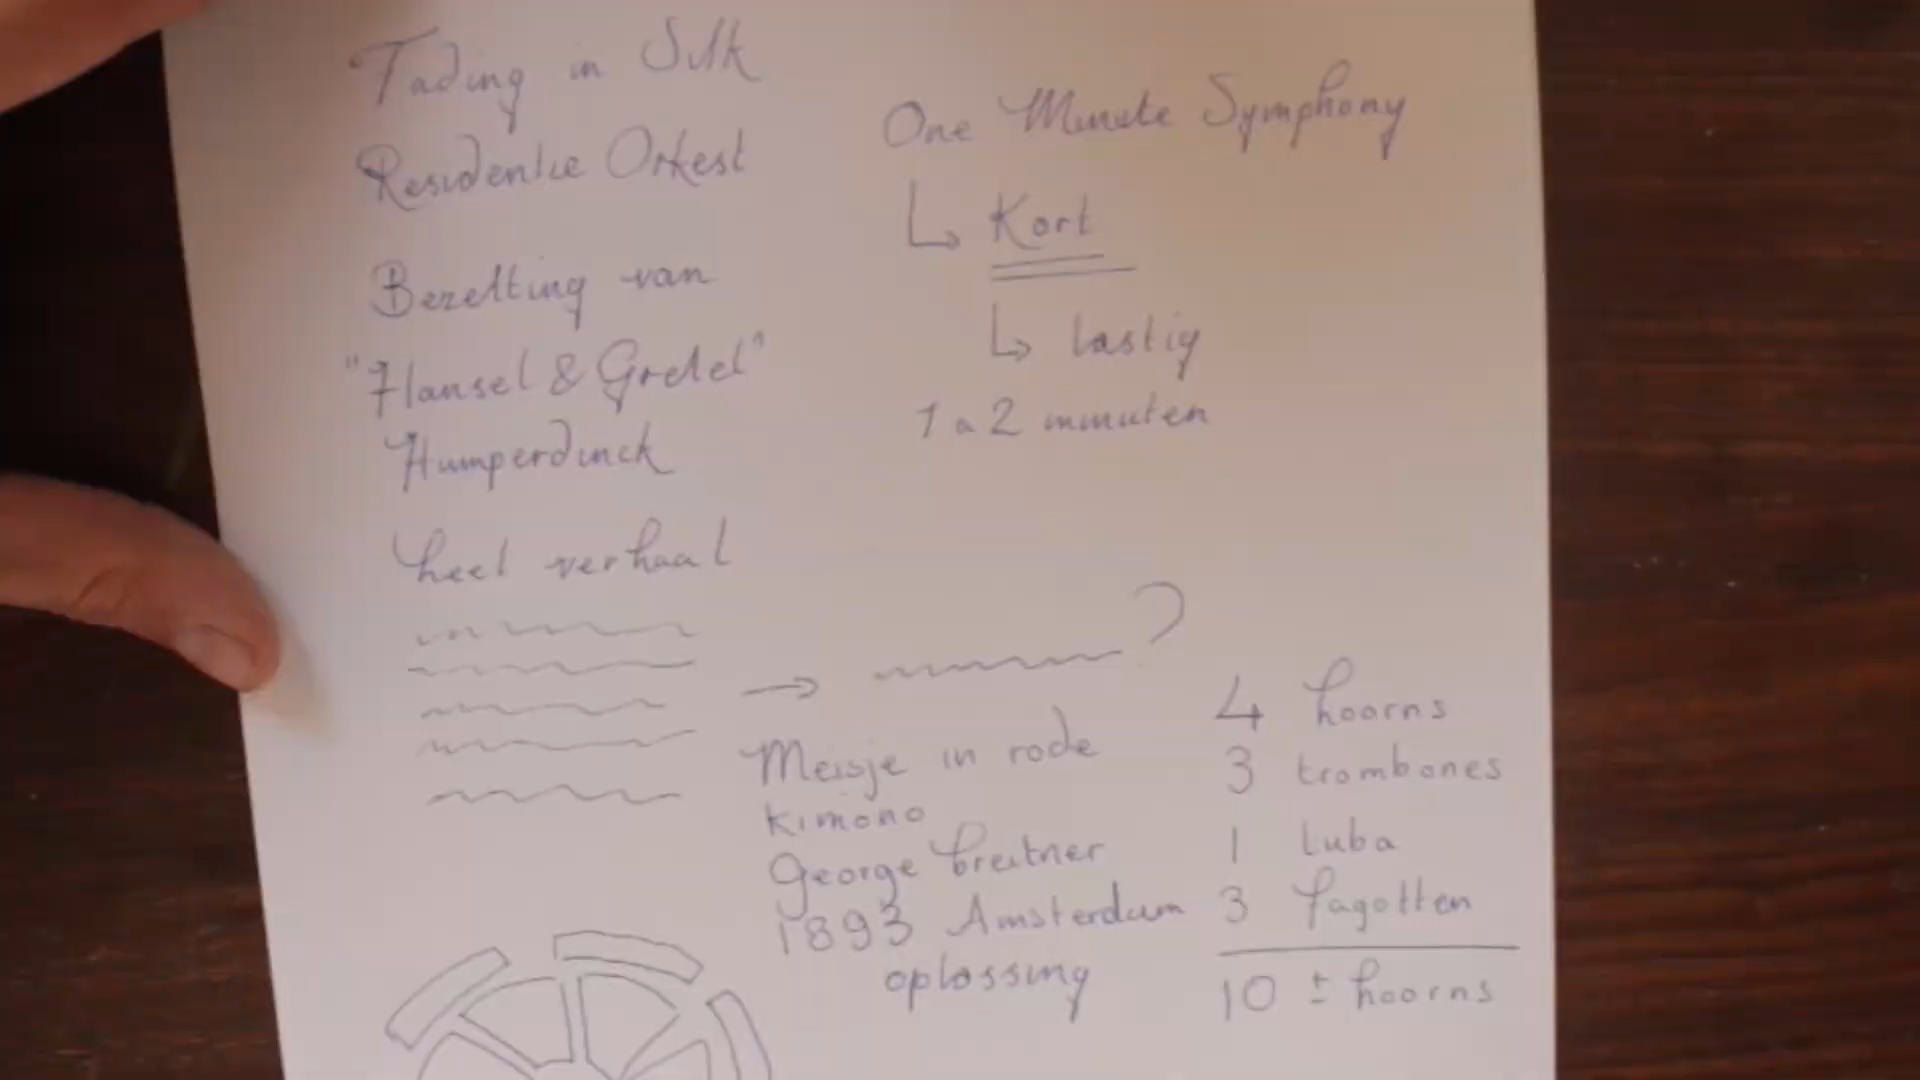 Fading in Silk
Residentie Orkest
Bezetting van
"Hansel & Gretel"
Humperdinck
heel verhaal
One Minute Symphony
↳ Kort
↳ lastig
1 a 2 minuten
→ ?
Meisje in rode
kimono
George breitner
1893 Amsterdam
oplossing
4 hoorns
3 trombones
1 tuba
3 fagotten
10 ± hoorns